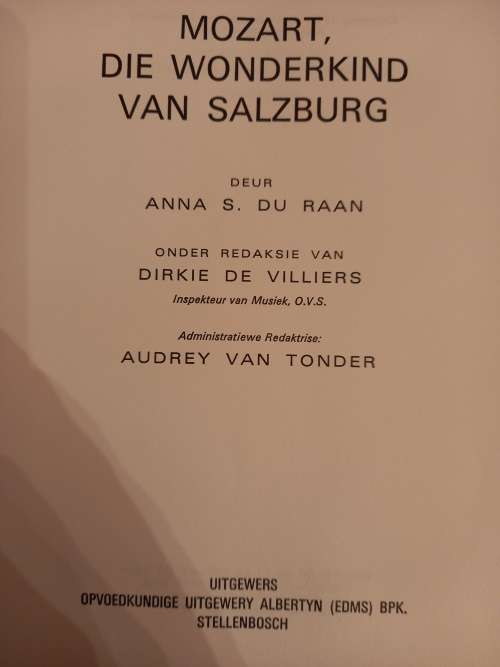 MOZART,
DIE WONDERKIND
VAN SALZBURG
DEUR
ANNA S. DU RAAN
ONDER REDAKSIE VAN
DIRKIE DE VILLIERS
Inspekteur van Musiek, O.V.S.
Administratiewe Redaktrise:
AUDREY VAN TONDER
UITGEWERS
OPVOEDKUNDIGE UITGEWERY ALBERTYN (EDMS) BPK.
STELLENBOSCH